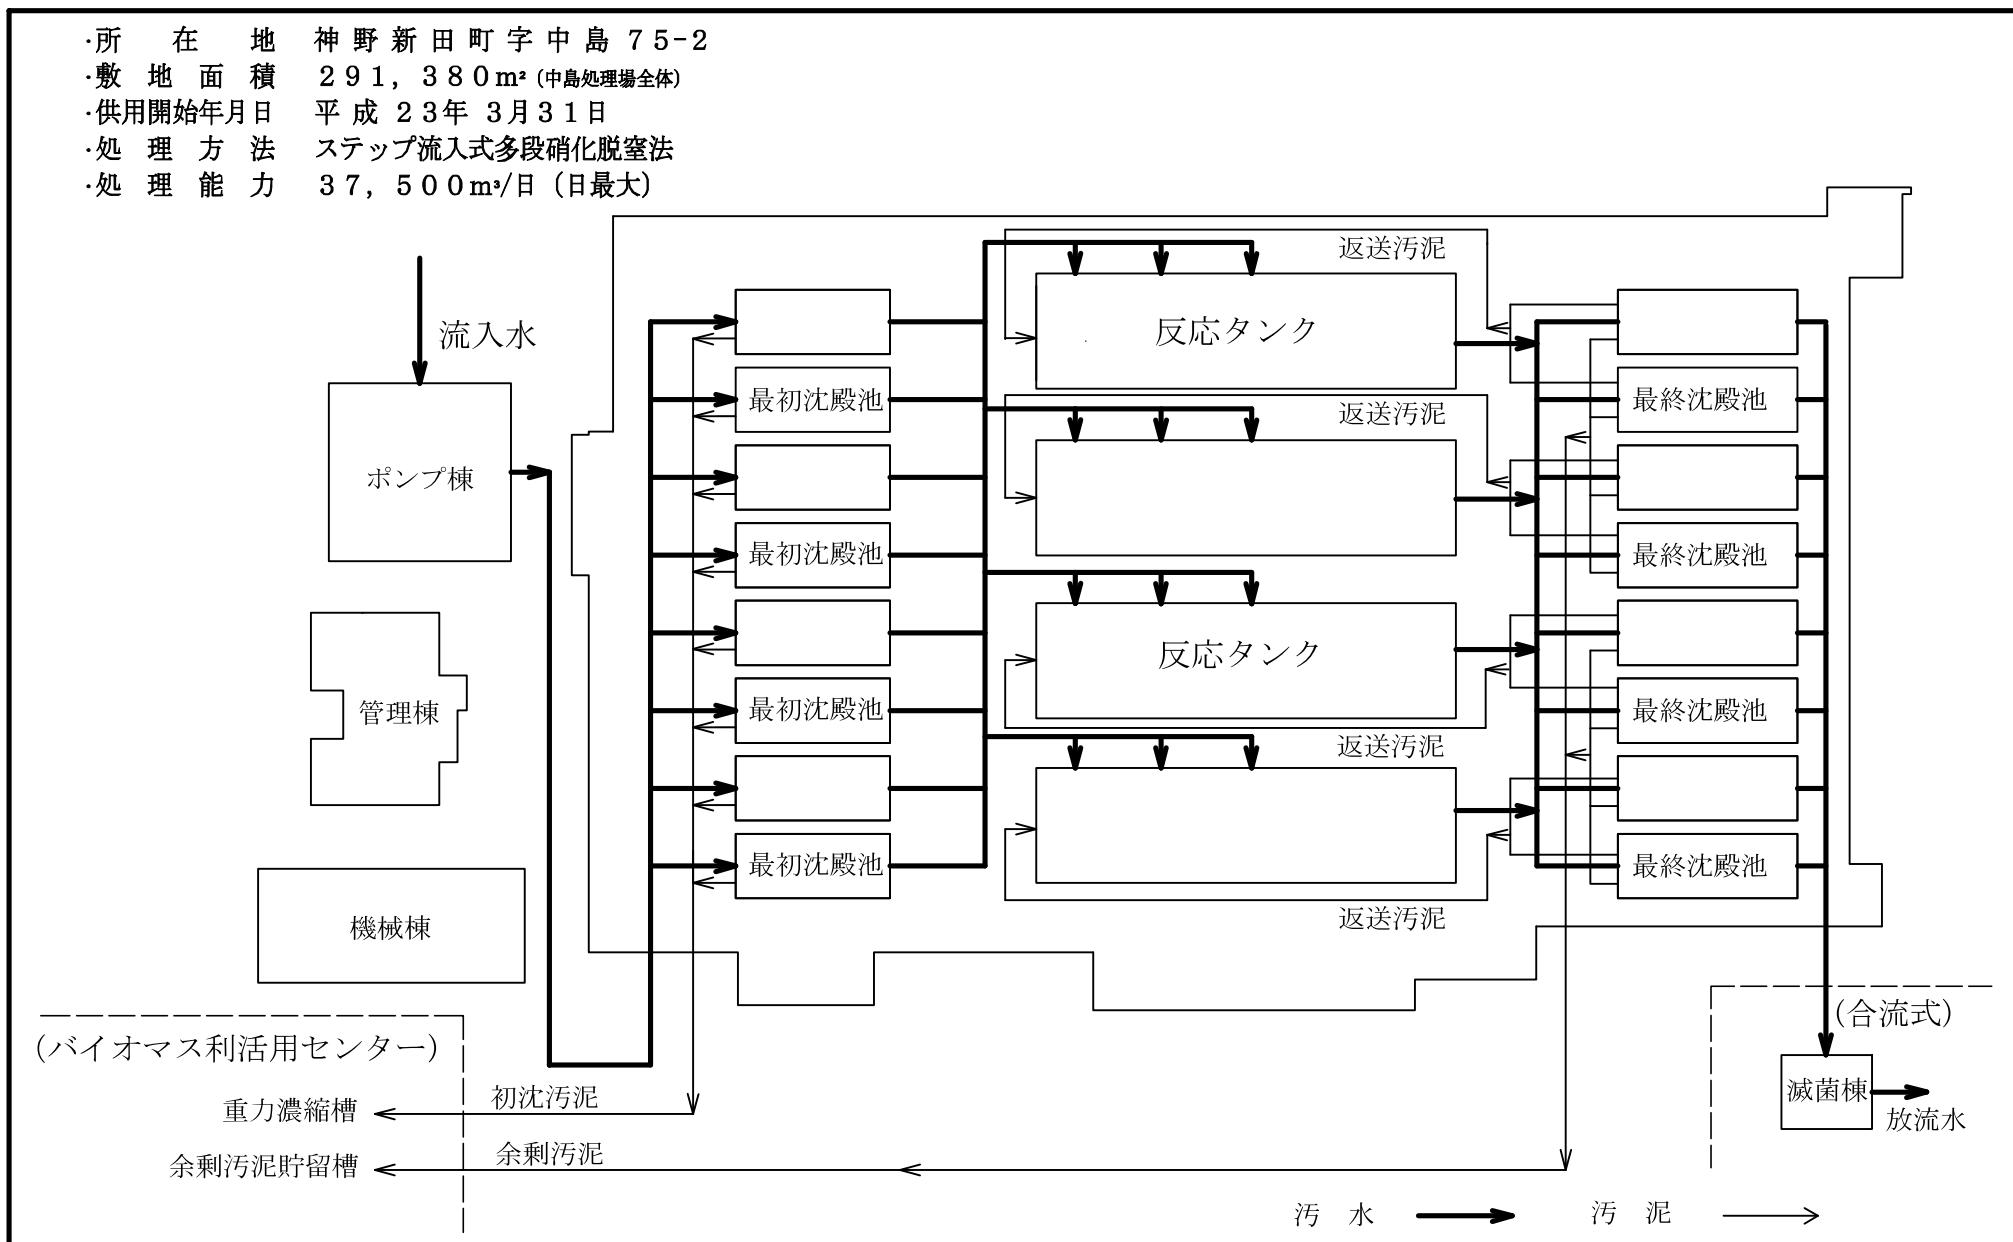 ·所在地 神野新田町字中島75-2
·敷地面積 291,380m²(中島処理場全体)
·供用開始年月日 平成23年3月31日
·処理方法 ステップ流入式多段硝化脱窒法
·処理能力 37,500m³/日(日最大)
返送汚泥
流入水
反応タンク
最初沈殿池
最終沈殿池
返送汚泥
ポンプ棟
最初沈殿池
最終沈殿池
反応タンク
管理棟
最初沈殿池
最終沈殿池
返送汚泥
最初沈殿池
最終沈殿池
機械棟
返送汚泥
(合流式)
(バイオマス利活用センター)
滅菌棟
放流水
重力濃縮槽
初沈汚泥
余剰汚泥貯留槽
余剰汚泥
汚水
汚泥